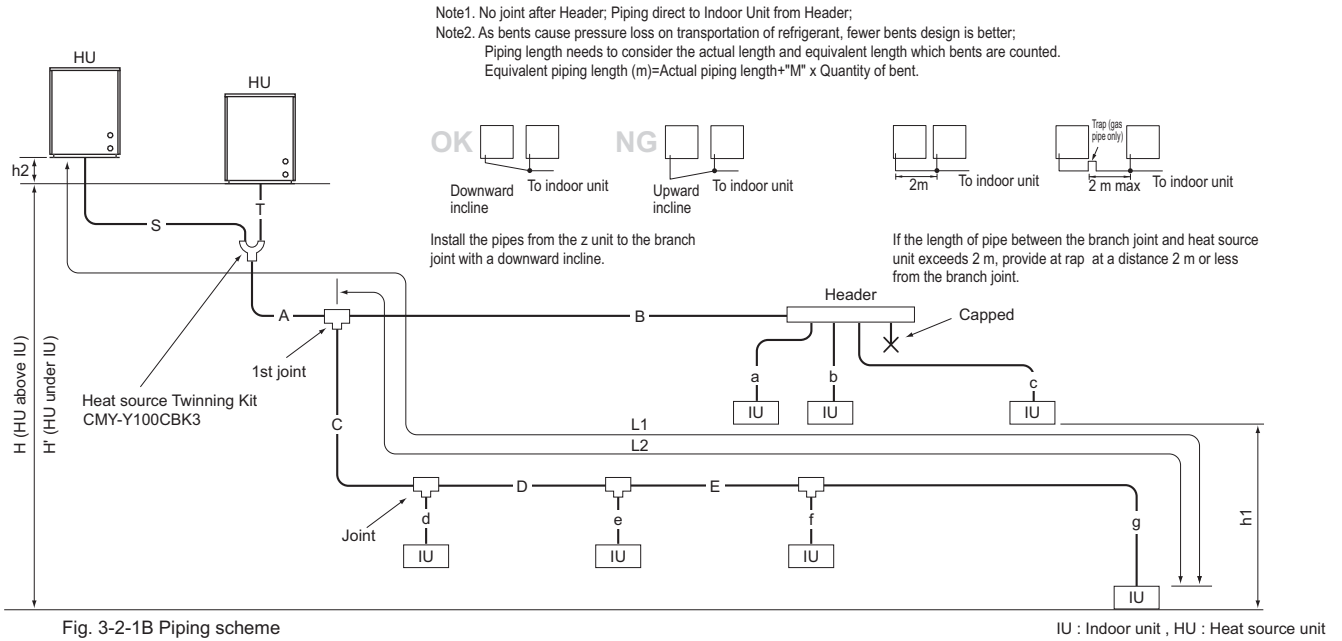 Note1. No joint after Header; Piping direct to Indoor Unit from Header;
Note2. As bents cause pressure loss on transportation of refrigerant, fewer bents design is better;
Piping length needs to consider the actual length and equivalent length which bents are counted.
Equivalent piping length (m)=Actual piping length+"M" x Quantity of bent.
HU
HU
h2
S
T
OK
Downward
incline
To indoor unit
NG
Upward
incline
To indoor unit
2m
To indoor unit
Trap (gas
pipe only)
2 m max
To indoor unit
Install the pipes from the z unit to the branch
joint with a downward incline.
If the length of pipe between the branch joint and heat source
unit exceeds 2 m, provide at rap at a distance 2 m or less
from the branch joint.
A
B
Header
Capped
1st joint
Heat source Twinning Kit
CMY-Y100CBK3
H (HU above IU)
H' (HU under IU)
a
b
c
IU
IU
IU
C
L1
L2
D
E
Joint
d
e
f
g
h1
IU
IU
IU
IU
Fig. 3-2-1B Piping scheme
IU : Indoor unit , HU : Heat source unit